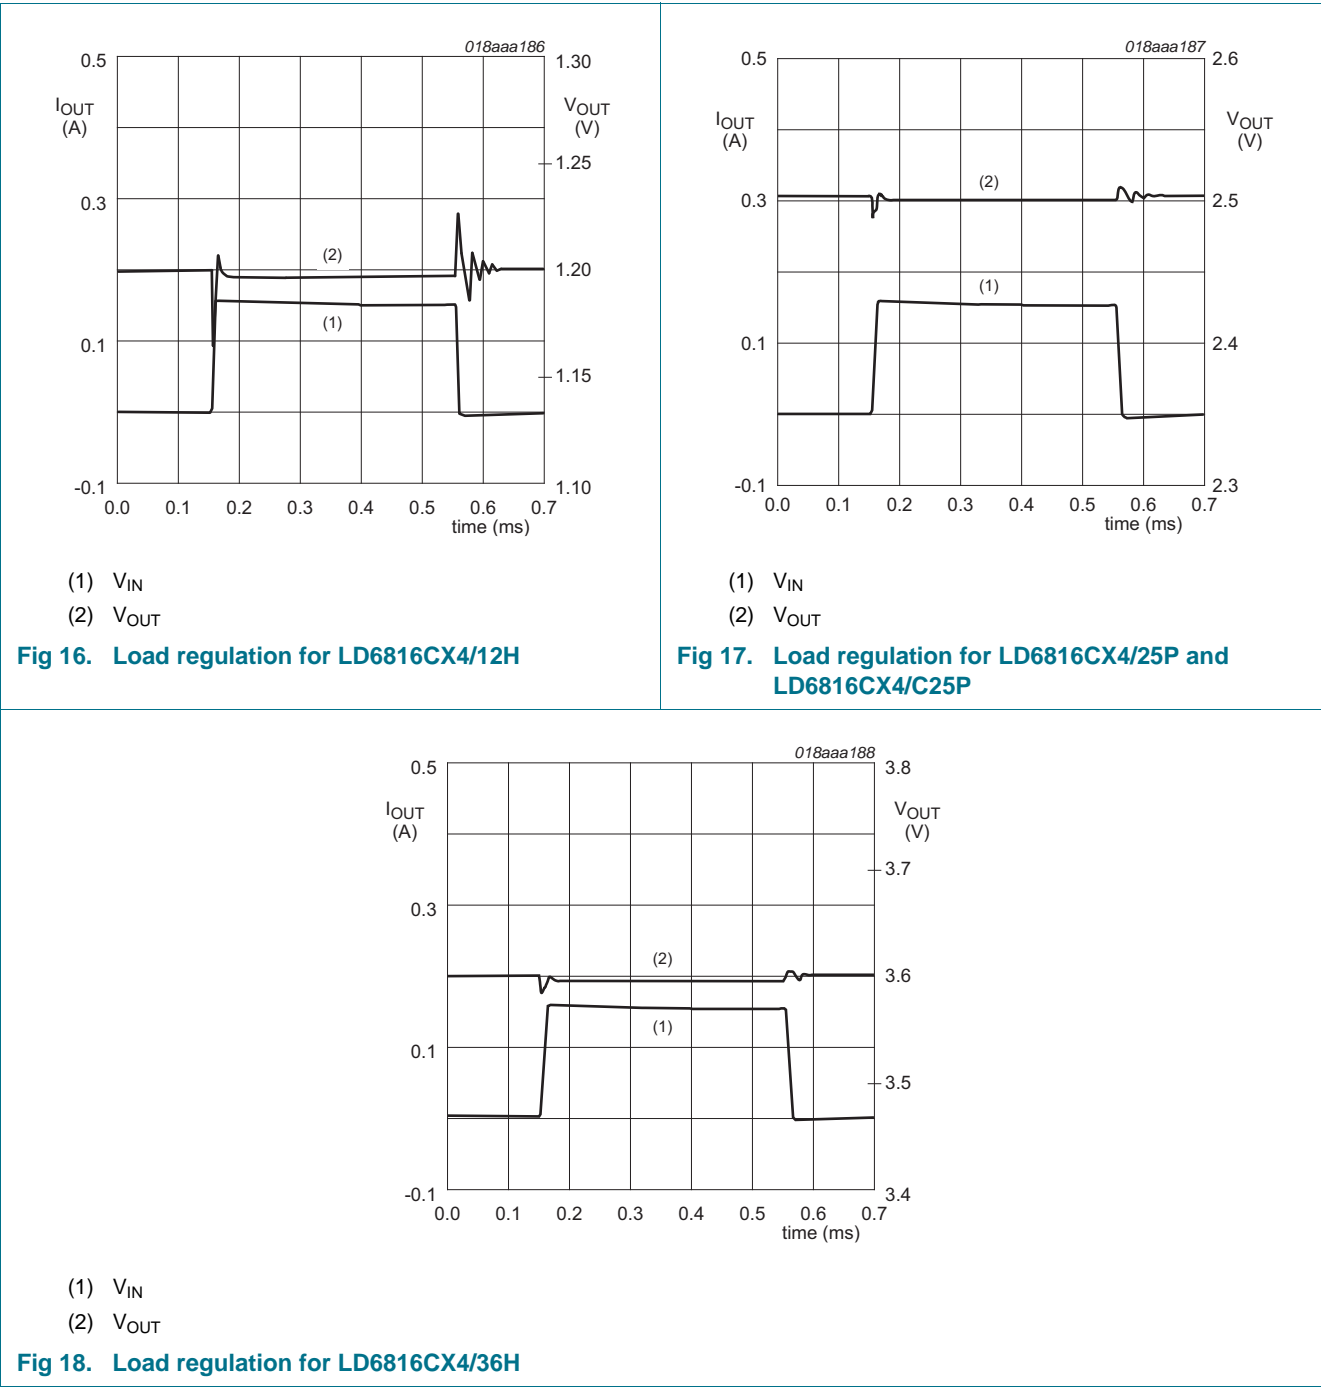 018aaa186
0.5
1.30
IOUT
(A)
VOUT
(V)
1.25
0.3
(2)
1.20
(1)
0.1
1.15
-0.1
1.10
0.0 0.1 0.2 0.3 0.4 0.5 0.6 0.7
time (ms)
(1) VIN
(2) VOUT
Fig 16. Load regulation for LD6816CX4/12H
018aaa187
0.5
2.6
IOUT
(A)
VOUT
(V)
(2)
0.3
2.5
(1)
0.1
2.4
-0.1
2.3
0.0 0.1 0.2 0.3 0.4 0.5 0.6 0.7
time (ms)
(1) VIN
(2) VOUT
Fig 17. Load regulation for LD6816CX4/25P and
LD6816CX4/C25P
018aaa188
0.5
3.8
IOUT
(A)
VOUT
(V)
3.7
0.3
(2)
3.6
(1)
0.1
3.5
-0.1
3.4
0.0 0.1 0.2 0.3 0.4 0.5 0.6 0.7
time (ms)
(1) VIN
(2) VOUT
Fig 18. Load regulation for LD6816CX4/36H